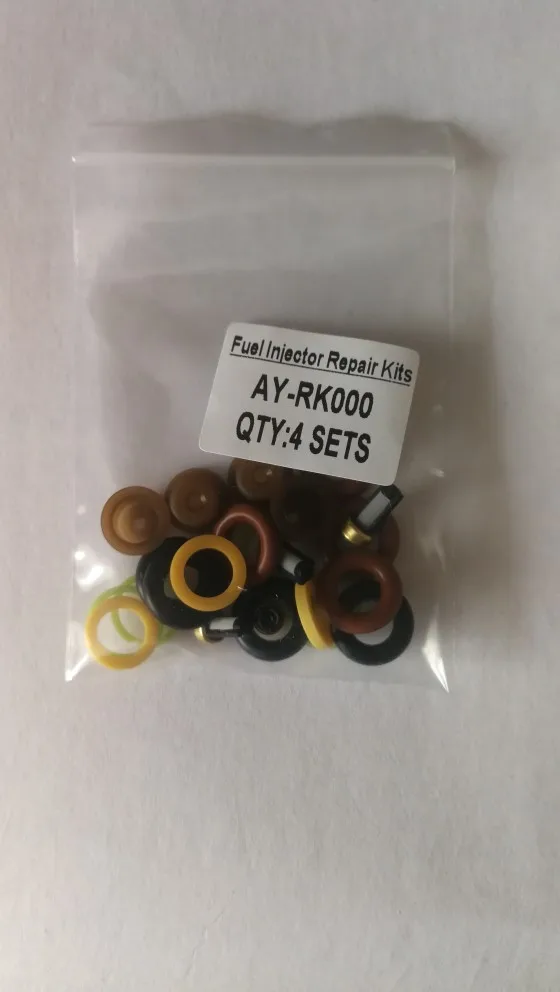 Fuel Injector Repair Kits
AY-RK000
QTY:4 SETS